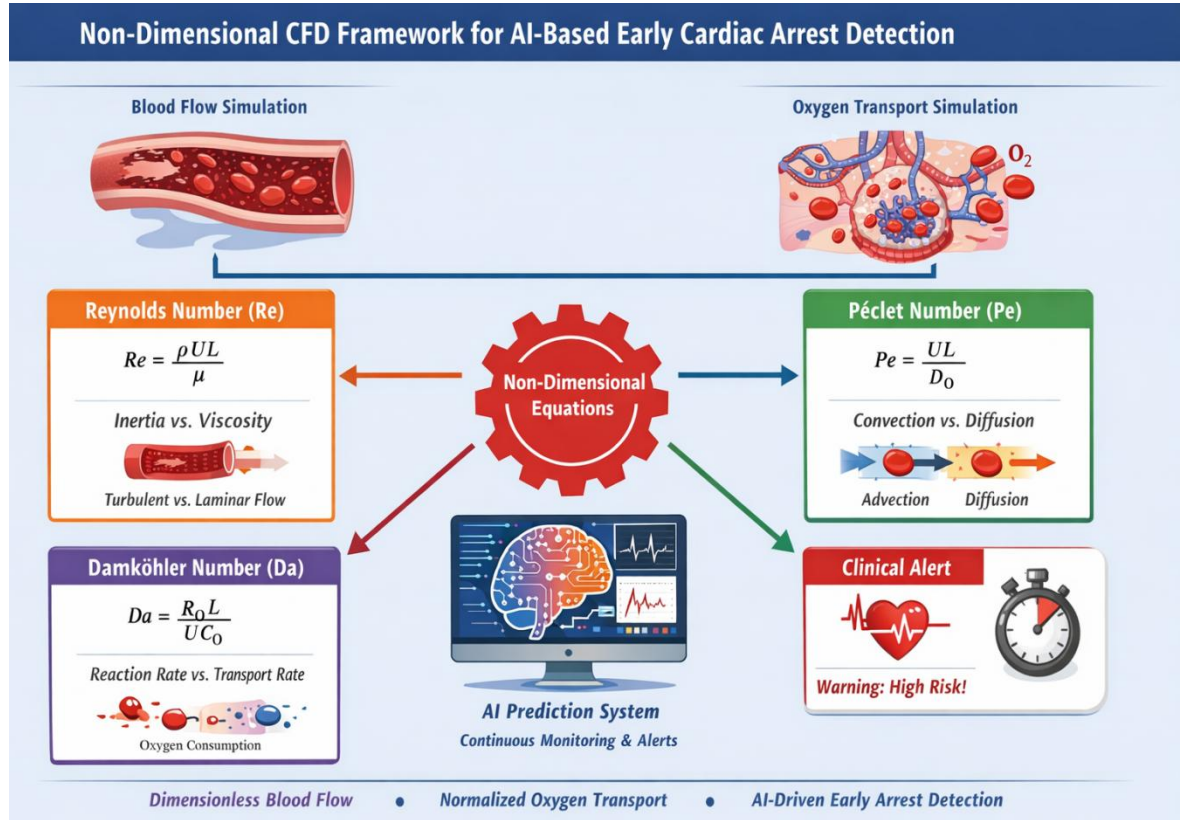 Non-Dimensional CFD Framework for AI-Based Early Cardiac Arrest Detection
Blood Flow Simulation
Oxygen Transport Simulation
O₂
Reynolds Number (Re)
Re = ρUL / μ
Inertia vs. Viscosity
Turbulent vs. Laminar Flow
Non-Dimensional
Equations
Péclet Number (Pe)
Pe = UL / D₀
Convection vs. Diffusion
Advection
Diffusion
Damköhler Number (Da)
Da = R₀L / UC₀
Reaction Rate vs. Transport Rate
Oxygen Consumption
AI Prediction System
Continuous Monitoring & Alerts
Clinical Alert
Warning: High Risk!
Dimensionless Blood Flow • Normalized Oxygen Transport • AI-Driven Early Arrest Detection